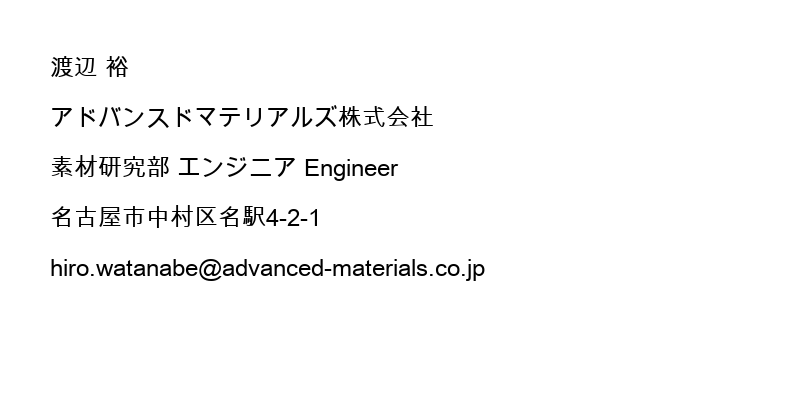 渡辺 裕
アドバンスドマテリアルズ株式会社
素材研究部 エンジニア Engineer
名古屋市中村区名駅4-2-1
hiro.watanabe@advanced-materials.co.jp